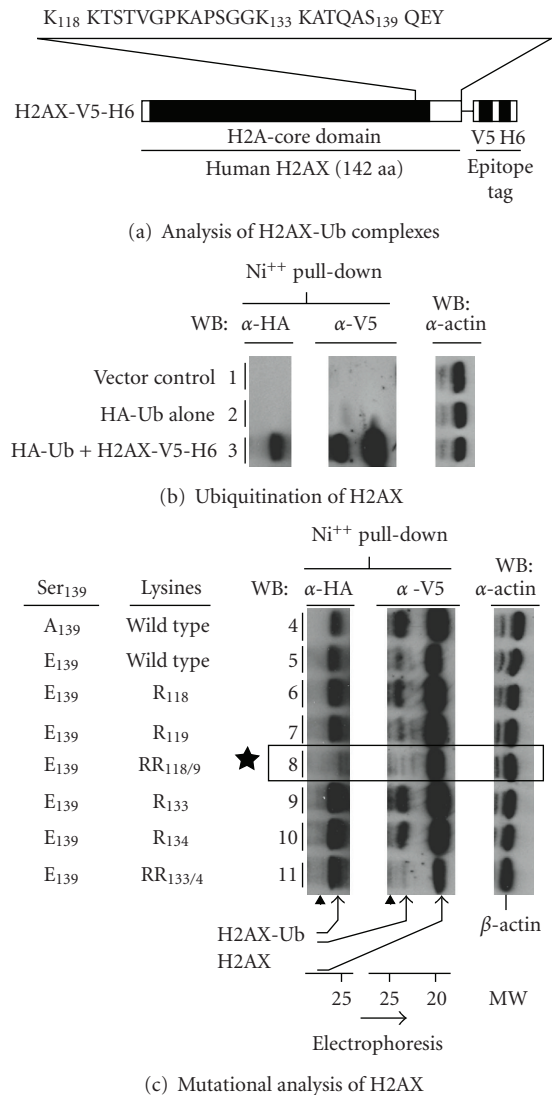 K118 KTSTVGPKAPSGGK133 KATQAS139 QEY
H2AX-V5-H6
H2A-core domain
V5 H6
Human H2AX (142 aa)
Epitope
tag
(a) Analysis of H2AX-Ub complexes
Ni++ pull-down
WB: α-HA α-V5
WB:
α-actin
Vector control 1
HA-Ub alone 2
HA-Ub + H2AX-V5-H6 3
(b) Ubiquitination of H2AX
Ni++ pull-down
Ser139 Lysines WB: α-HA α -V5
WB:
α-actin
A139 Wild type 4
E139 Wild type 5
E139 R118 6
E139 R119 7
E139 RR118/9 8
E139 R133 9
E139 R134 10
E139 RR133/4 11
H2AX-Ub
H2AX
β-actin
25 25 20 MW
Electrophoresis
(c) Mutational analysis of H2AX